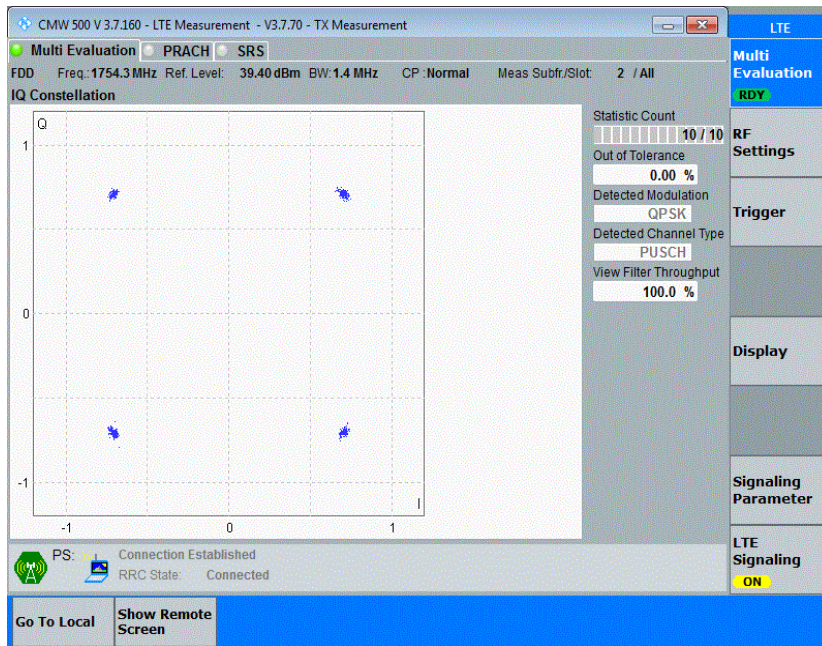 CMW 500 V 3.7.160 - LTE Measurement - V3.7.70 - TX Measurement
LTE
Multi Evaluation PRACH SRS
FDD Freq.: 1754.3 MHz Ref. Level: 39.40 dBm BW: 1.4 MHz CP : Normal Meas Subfr./Slot: 2 / All
IQ Constellation
Q
1
0
-1
I
-1 0 1
Statistic Count
10 / 10
Out of Tolerance
0.00 %
Detected Modulation
QPSK
Detected Channel Type
PUSCH
View Filter Throughput
100.0 %
Multi
Evaluation
RDY
RF
Settings
Trigger
Display
Signaling
Parameter
LTE
Signaling
ON
PS: Connection Established
RRC State: Connected
Go To Local
Show Remote
Screen